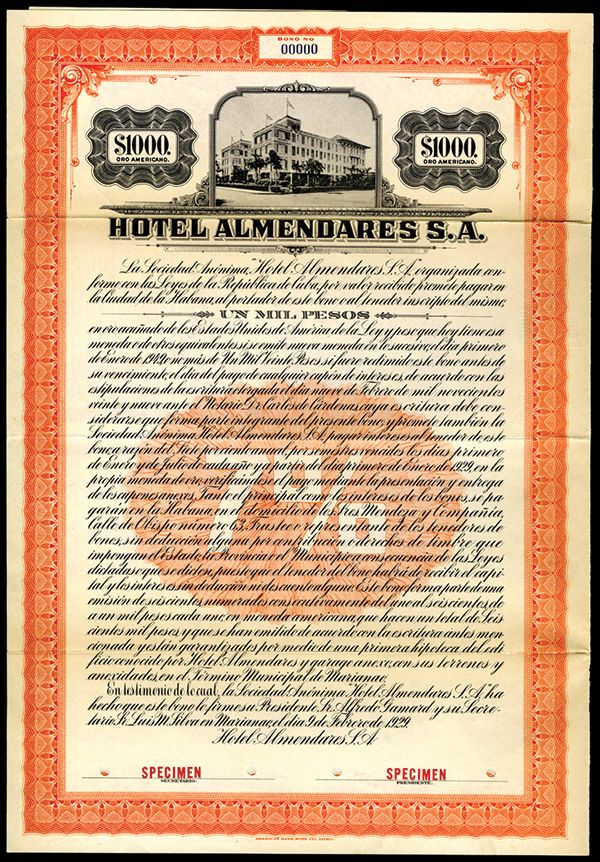 BONO NO
00000
$1000.
ORO AMERICANO.
$1000.
ORO AMERICANO.
HOTEL ALMENDARES S.A.
La Sociedad Anónima, "Hotel Almendares S.A." organizada con-
forme con las Leyes de la República de Cuba, por valor recibido promete pagar en
la Ciudad de la Habana, al portador de este bono o al tenedor inscripto del mismo,
UN MIL PESOS
en oro acuñado de los Estados Unidos de América de la Ley y peso que hoy tiene esa
moneda o de otros equivalentes si se emite nueva moneda en lo sucesivo, el día primero
de Enero de 1942 o no más de Un Mil Veinte Pesos si fuere redimido este bono antes de
su vencimiento, el día del pago de cualquier cupón de intereses, de acuerdo con las
estipulaciones de la escritura otorgada el día nueve de Febrero de mil novecientos
veinte y nueve ante el Notario Dr. Carlos de Cárdenas, cuya escritura debe con-
siderarse que forma parte integrante del presente bono, y promete también la
Sociedad Anónima, Hotel Almendares S.A. pagar intereses al tenedor de este
bono, a razón del Siete por ciento anual, por semestres vencidos los días primeros
de Enero y de Julio de cada año y a partir del día primero de Enero de 1929, en la
propia moneda de oro, vergiéndose el pago mediante la presentación y entrega
de los cupones anexos. Tanto el principal como los intereses de los bonos, se pa-
garán en la Habana, en el domicilio de los Sres. Mendoza y Compañía,
Calle de Obispo número 63, Trustee o representante de los tenedores de
bonos, sin deducción alguna por contribución o derechos de timbre que
impongan el Estado, la Provincia o el Municipio a consecuencia de las Leyes
dictadas o que se dicten, puesto que el tenedor del bono habrá de recibir el capi-
tal y los intereses sin deducción ni descuento alguno. Este bono forma parte de una
emisión de seiscientos, numerados consecutivamente del uno al seiscientos, de
a un mil pesos cada uno, en moneda americana, que hacen un total de Seis
cientos mil pesos, y que se han emitido de acuerdo con la escritura antes men-
cionada y están garantizados por medio de una primera hipoteca del edi-
ficio conocido por Hotel Almendares y garage anexo, con sus terrenos y
anexidades, en el Término Municipal de Marianao.
En testimonio de lo cual, la Sociedad Anónima, Hotel Almendares S.A. "ha
hecho que este bono lo firme su Presidente Sr. Alfredo Gamard y su Secre-
tario Sr. Luis M. Silva en Marianao, el día 9 de Febrero de 1929.
Hotel Almendares S.A.
7%
SPECIMEN
SECRETARIO.
SPECIMEN
PRESIDENTE.
AMERICAN BANK NOTE CO., LITHO.